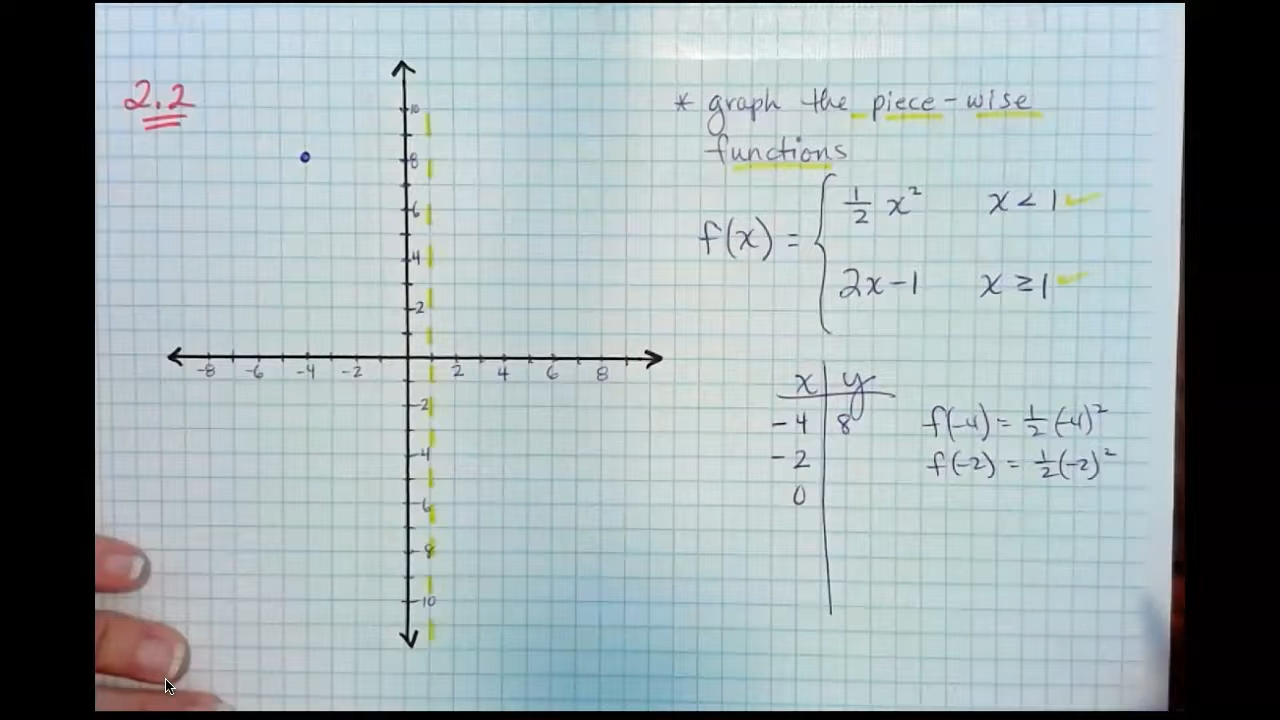 2.2
* graph the piece-wise
functions
f(x) = { 1/2 x² x < 1
2x-1 x ≥ 1
10
8
6
4
2
-8 -6 -4 -2 2 4 6 8
-2
-4
6
8
-10
x y
-4 8 f(-4) = 1/2 (-4)²
-2 f(-2) = 1/2 (-2)²
0